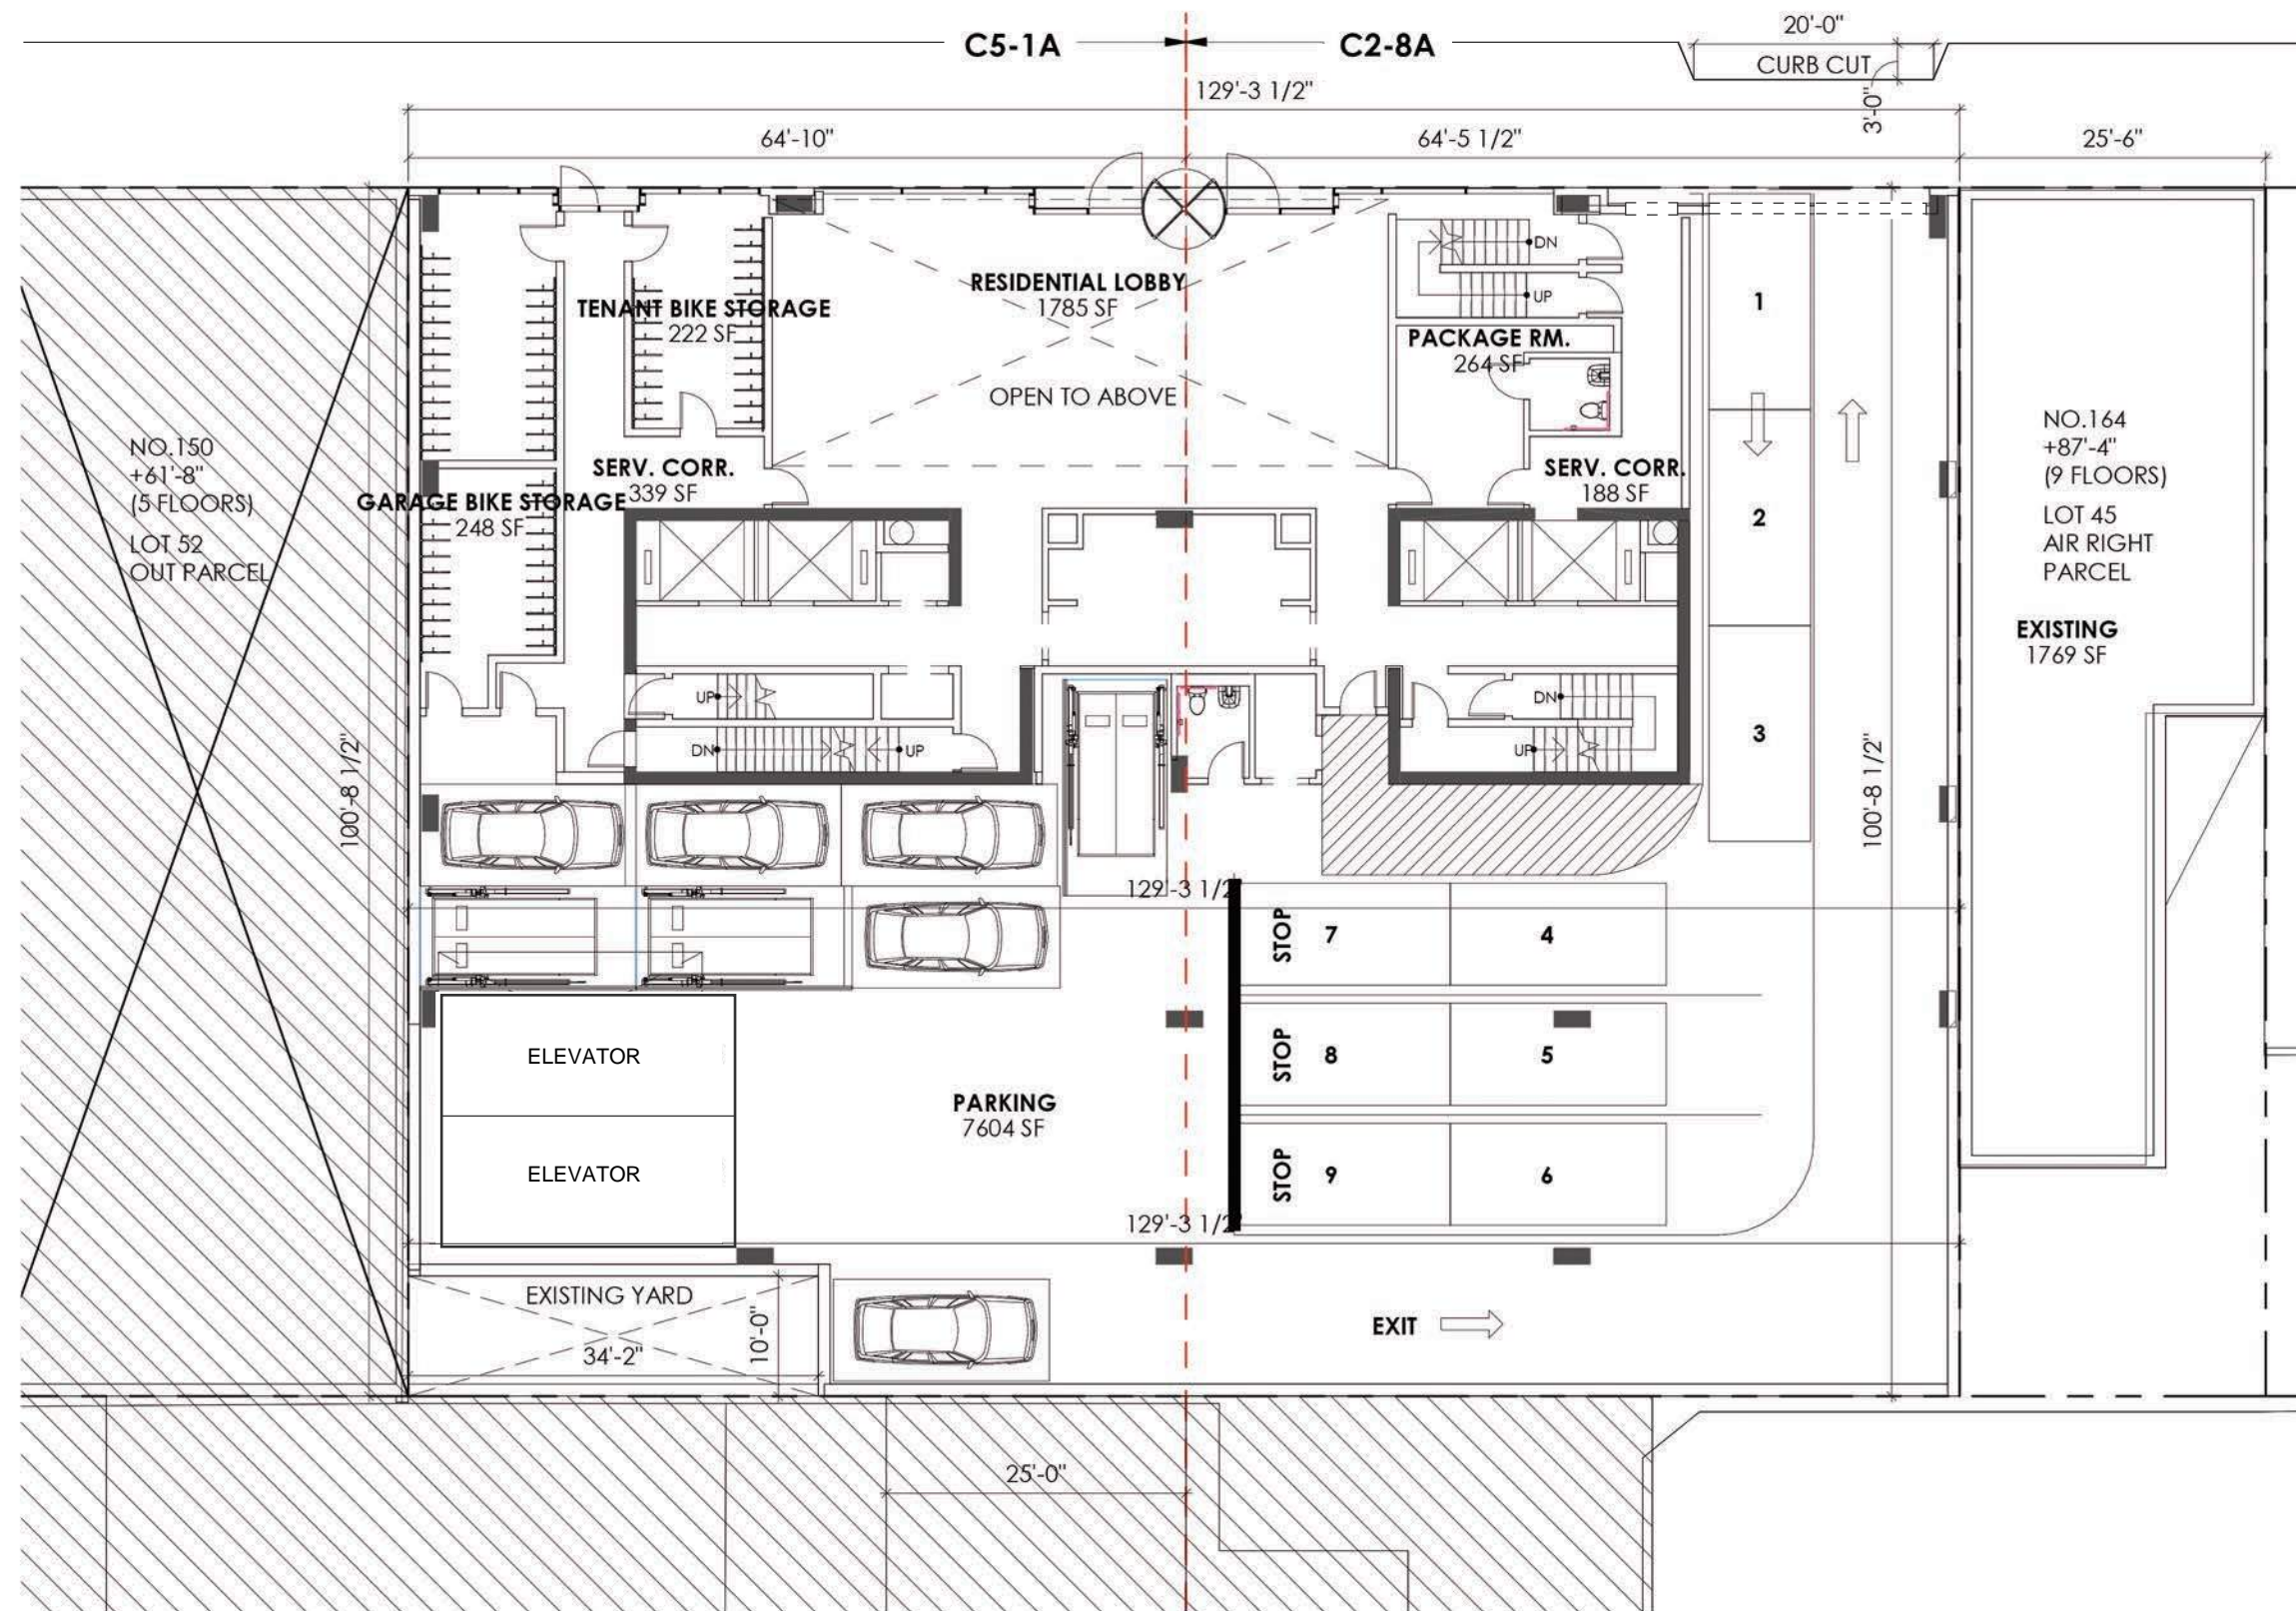 C5-1A
C2-8A
20'-0"
CURB CUT
3'-0"
129'-3 1/2"
64'-10"
64'-5 1/2"
25'-6"
DN
UP
RESIDENTIAL LOBBY
1785 SF
TENANT BIKE STORAGE
222 SF
PACKAGE RM.
264 SF
OPEN TO ABOVE
1
2
3
NO.150
+61'-8"
(5 FLOORS)
LOT 52
OUT PARCEL
SERV. CORR.
339 SF
GARAGE BIKE STORAGE
248 SF
SERV. CORR.
188 SF
NO.164
+87'-4"
(9 FLOORS)
LOT 45
AIR RIGHT
PARCEL
EXISTING
1769 SF
UP
DN
UP
DN
UP
100'-8 1/2"
100'-8 1/2"
129'-3 1/2"
STOP
7
4
STOP
8
5
STOP
9
6
ELEVATOR
ELEVATOR
PARKING
7604 SF
129'-3 1/2"
EXISTING YARD
34'-2"
10'-0"
EXIT
25'-0"